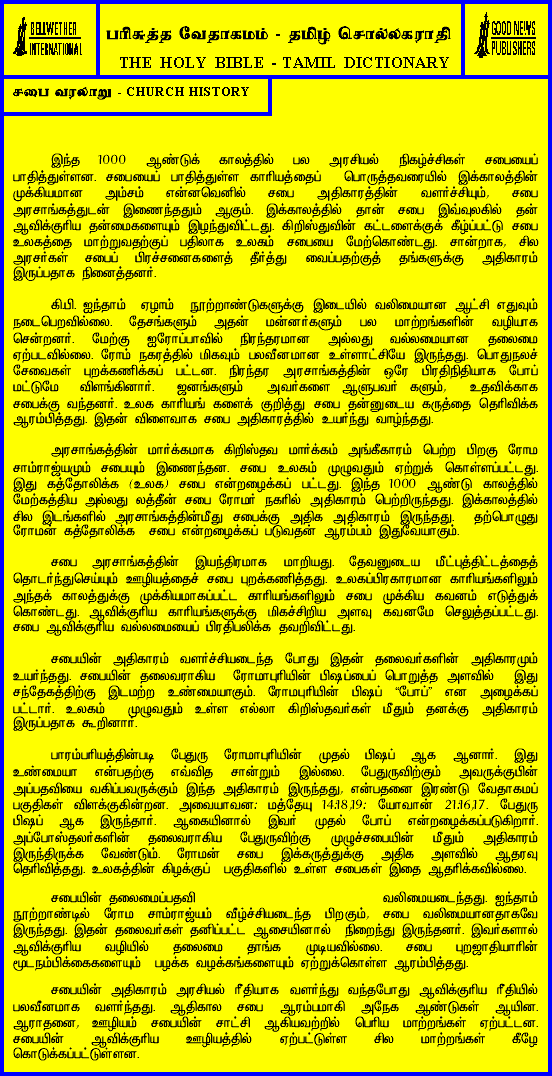 BELLWETHER
INTERNATIONAL
பரிசுத்த வேதாகமம் - தமிழ் சொல்லகராதி
THE HOLY BIBLE - TAMIL DICTIONARY
GOOD NEWS
PUBLISHERS
சபை வரலாறு - CHURCH HISTORY
இந்த 1000 ஆண்டுக் காலத்தில் பல அரசியல் நிகழ்ச்சிகள் சபையைப்
பாதித்துள்ளன. சபையைப் பாதித்துள்ள காரியத்தைப் பொருத்தவரையில் இக்காலத்தின்
முக்கியமான அம்சம் என்னவெனில் சபை அதிகாரத்தின் வளர்ச்சியும், சபை
அரசாங்கத்துடன் இணைந்ததும் ஆகும். இக்காலத்தில் தான் சபை இவ்வுலகில் தன்
ஆவிக்குரிய தன்மைகளையும் இழந்துவிட்டது. கிறிஸ்துவின் கட்டளைக்குக் கீழ்ப்பட்டு சபை
உலகத்தை மாற்றுவதற்குப் பதிலாக உலகம் சபையை மேற்கொண்டது. சான்றாக, சில
அரசர்கள் சபைப் பிரச்சனைகளைத் தீர்த்து வைப்பதற்குத் தங்களுக்கு அதிகாரம்
இருப்பதாக நினைத்தனர்.
கி.பி. ஐந்தாம் ஏழாம் நூற்றாண்டுகளுக்கு இடையில் வலிமையான ஆட்சி எதுவும்
நடைபெறவில்லை. தேசங்களும் அதன் மன்னர்களும் பல மாற்றங்களின் வழியாக
சென்றனர். மேற்கு ஐரோப்பாவில் நிரந்தரமான அல்லது வல்லமையான தலைமை
ஏற்படவில்லை. ரோம் நகரத்தில் மிகவும் பலவீனமான உள்ளாட்சியே இருந்தது. பொதுநலச்
சேவைகள் புறக்கணிக்கப் பட்டன. நிரந்தர அரசாங்கத்தின் ஒரே பிரதிநிதியாக போப்
மட்டுமே விளங்கினார். ஜனங்களும் அவர்களை ஆளுபவர் களும், உதவிக்காக
சபைக்கு வந்தனர். உலக காரியங் களைக் குறித்து சபை தன்னுடைய கருத்தை தெரிவிக்க
ஆரம்பித்தது. இதன் விளைவாக சபை அதிகாரத்தில் உயர்ந்து வாழ்ந்தது.
அரசாங்கத்தின் மார்க்கமாக கிறிஸ்தவ மார்க்கம் அங்கீகாரம் பெற்ற பிறகு ரோம
சாம்ராஜ்யமும் சபையும் இணைந்தன. சபை உலகம் முழுவதும் ஏற்றுக் கொள்ளப்பட்டது.
இது கத்தோலிக்க (உலக) சபை என்றழைக்கப் பட்டது. இந்த 1000 ஆண்டு காலத்தில்
மேற்கத்திய அல்லது லத்தீன் சபை ரோமர் நகரில் அதிகாரம் பெற்றிருந்தது. இக்காலத்தில்
சில இடங்களில் அரசாங்கத்தின்மீது சபைக்கு அதிக அதிகாரம் இருந்தது. தற்பொழுது
ரோமன் கத்தோலிக்க சபை என்றழைக்கப் படுவதன் ஆரம்பம் இதுவேயாகும்.
சபை அரசாங்கத்தின் இயந்திரமாக மாறியது. தேவனுடைய மீட்புத்திட்டத்தைத்
தொடர்ந்துசெய்யும் ஊழியத்தைச் சபை புறக்கணித்தது. உலகப்பிரகாரமான காரியங்களிலும்
அந்தக் காலத்துக்கு முக்கியமாகப்பட்ட காரியங்களிலும் சபை முக்கிய கவனம் எடுத்துக்
கொண்டது. ஆவிக்குரிய காரியங்களுக்கு மிகச்சிறிய அளவு கவனமே செலுத்தப்பட்டது.
சபை ஆவிக்குரிய வல்லமையைப் பிரதிபலிக்க தவறிவிட்டது.
சபையின் அதிகாரம் வளர்ச்சியடைந்த போது இதன் தலைவர்களின் அதிகாரமும்
உயர்ந்தது. சபையின் தலைவராகிய ரோமாபுரியின் பிஷப்பைப் பொறுத்த அளவில் இது
சந்தேகத்திற்கு இடமற்ற உண்மையாகும். ரோமபுரியின் பிஷப் “போப்” என அழைக்கப்
பட்டார். உலகம் முழுவதும் உள்ள எல்லா கிறிஸ்தவர்கள் மீதும் தனக்கு அதிகாரம்
இருப்பதாக கூறினார்.
பாரம்பரியத்தின்படி பேதுரு ரோமாபுரியின் முதல் பிஷப் ஆக ஆனார். இது
உண்மையா என்பதற்கு எவ்வித சான்றும் இல்லை. பேதுருவிற்கும் அவருக்குபின்
அப்பதவியை வகிப்பவருக்கும் இந்த அதிகாரம் இருந்தது, என்பதனை இரண்டு வேதாகமப்
பகுதிகள் விளக்குகின்றன. அவையாவன: மத்தேயு 14:18,19; யோவான் 21:16,17. பேதுரு
பிஷப் ஆக இருந்தார். ஆகையினால் இவர் முதல் போப் என்றழைக்கப்படுகிறார்.
அப்போஸ்தலர்களின் தலைவராகிய பேதுருவிற்கு முழுச்சபையின் மீதும் அதிகாரம்
இருந்திருக்க வேண்டும். ரோமன் சபை இக்கருத்துக்கு அதிக அளவில் ஆதரவு
தெரிவித்தது. உலகத்தின் கிழக்குப் பகுதிகளில் உள்ள சபைகள் இதை ஆதரிக்கவில்லை.
சபையின் தலைமைப்பதவி வலிமையடைந்தது. ஐந்தாம்
நூற்றாண்டில் ரோம சாம்ராஜ்யம் வீழ்ச்சியடைந்த பிறகும், சபை வலிமையானதாகவே
இருந்தது. இதன் தலைவர்கள் தனிப்பட்ட ஆசையினால் நிறைந்து இருந்தனர். இவர்களால்
ஆவிக்குரிய வழியில் தலைமை தாங்க முடியவில்லை. சபை புறஜாதியாரின்
மூடநம்பிக்கைகளையும் பழக்க வழக்கங்களையும் ஏற்றுக்கொள்ள ஆரம்பித்தது.
சபையின் அதிகாரம் அரசியல் ரீதியாக வளர்ந்து வந்தபோது ஆவிக்குரிய ரீதியில்
பலவீனமாக வளர்ந்தது. ஆதிகால சபை ஆரம்பமாகி அநேக ஆண்டுகள் ஆயின.
ஆராதனை, ஊழியம் சபையின் சாட்சி ஆகியவற்றில் பெரிய மாற்றங்கள் ஏற்பட்டன.
சபையின் ஆவிக்குரிய ஊழியத்தில் ஏற்பட்டுள்ள சில மாற்றங்கள் கீழே
கொடுக்கப்பட்டுள்ளன.